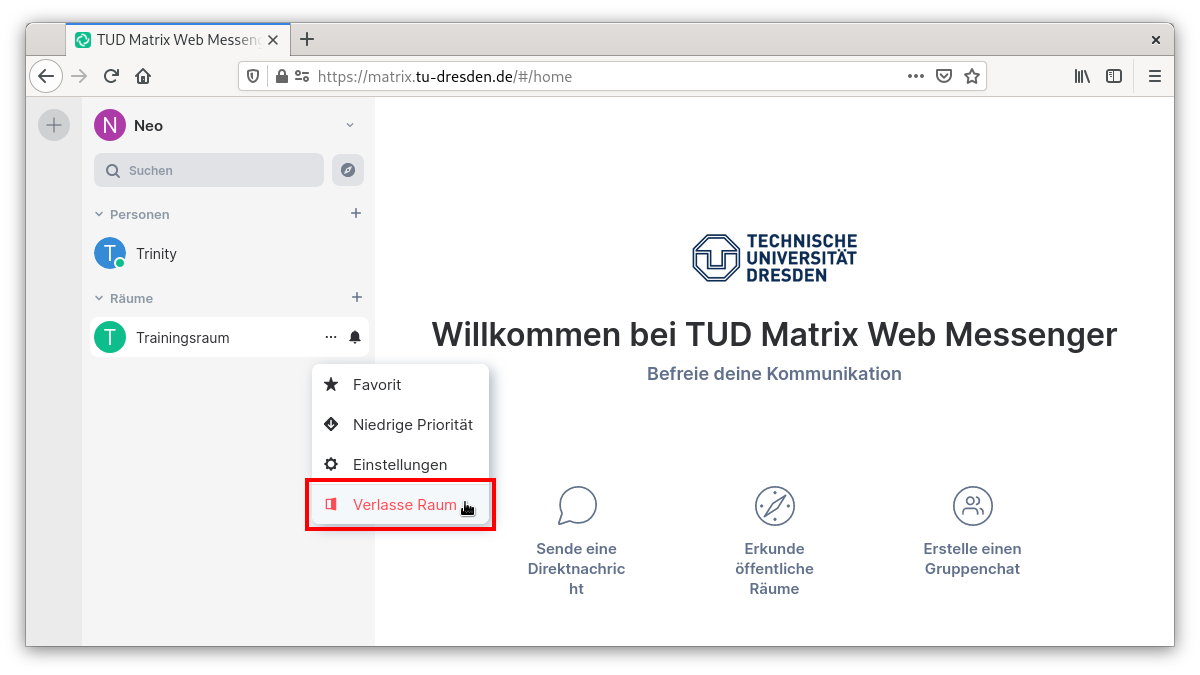 TUD Matrix Web Messeng
https://matrix.tu-dresden.de/#/home
N Neo
Suchen
Personen
T Trinity
Räume
T Trainingsraum
Favorit
Niedrige Priorität
Einstellungen
Verlasse Raum
TECHNISCHE
UNIVERSITÄT
DRESDEN
Willkommen bei TUD Matrix Web Messenger
Befreie deine Kommunikation
Sende eine
Direktnachric
ht
Erkunde
öffentliche
Räume
Erstelle einen
Gruppenchat